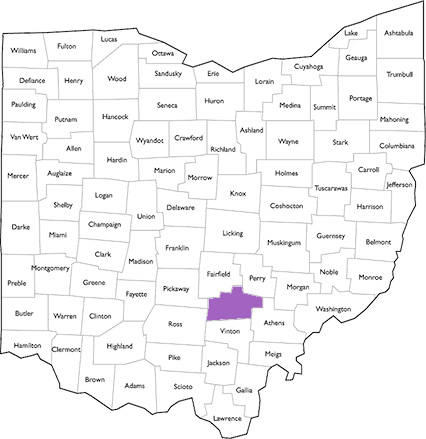 Lake
Ashtabula
Lucas
Fulton
Williams
Ottawa
Geauga
Cuyahoga
Erie
Sandusky
Wood
Lorain
Trumbull
Defiance
Henry
Portage
Paulding
Seneca
Huron
Medina
Summit
Hancock
Putnam
Mahoning
Ashland
Van Wert
Wyandot
Crawford
Richland
Wayne
Stark
Columbiana
Allen
Hardin
Mercer
Auglaize
Marion
Morrow
Holmes
Carroll
Jefferson
Tuscarawas
Logan
Knox
Shelby
Union
Delaware
Coshocton
Harrison
Darke
Miami
Champaign
Licking
Guernsey
Belmont
Franklin
Muskingum
Clark
Madison
Montgomery
Fairfield
Perry
Noble
Monroe
Preble
Greene
Pickaway
Morgan
Fayette
Butler
Warren
Clinton
Ross
Athens
Washington
Vinton
Hamilton
Clermont
Highland
Pike
Jackson
Meigs
Brown
Adams
Scioto
Gallia
Lawrence